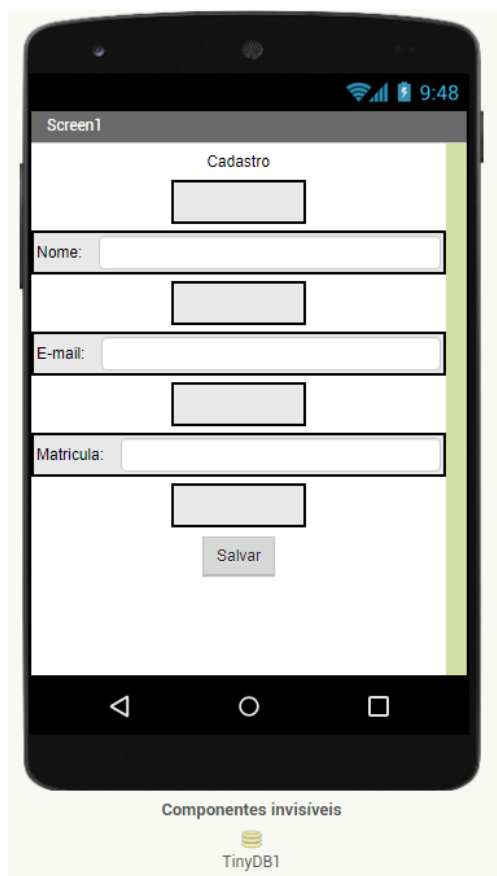 9:48
Screen1
Cadastro
Nome:
E-mail:
Matricula:
Salvar
Componentes invisíveis
TinyDB1